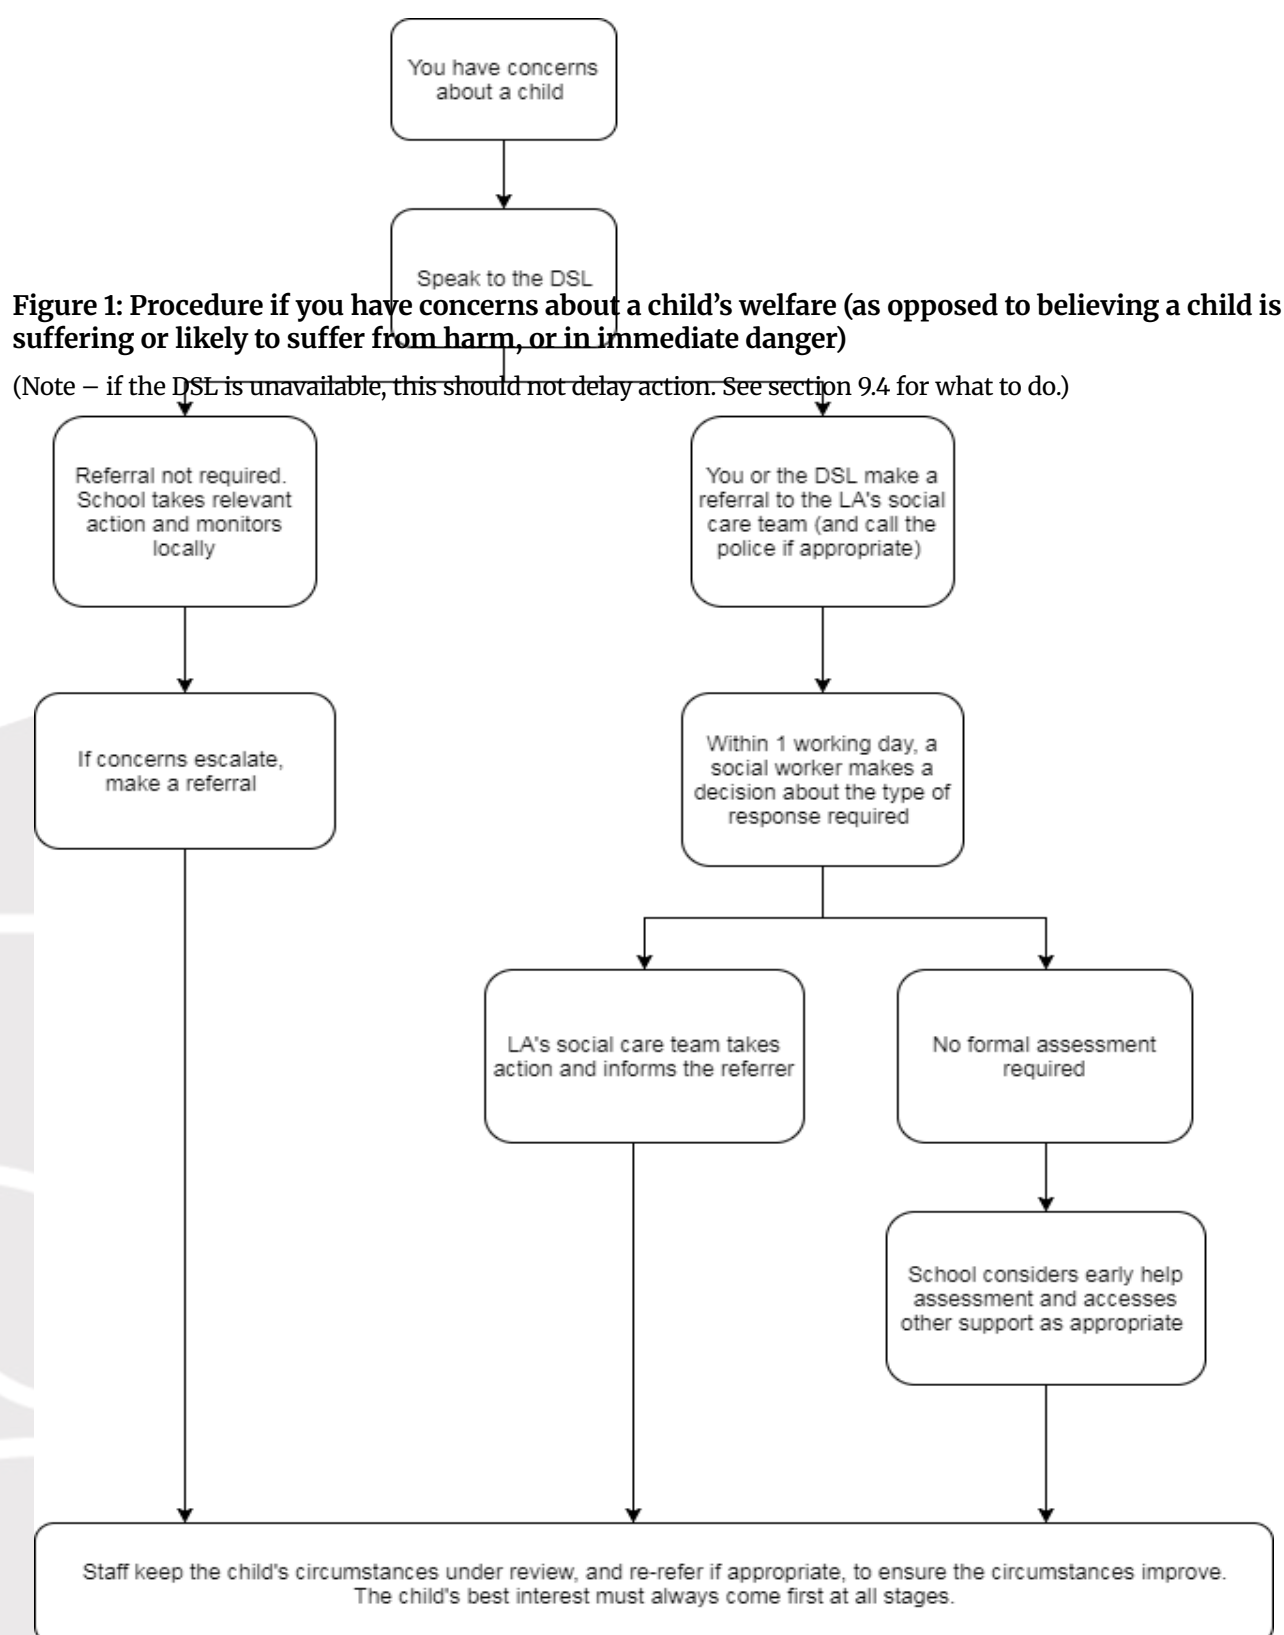 You have concerns
about a child
Speak to the DSL
Figure 1: Procedure if you have concerns about a child’s welfare (as opposed to believing a child is
suffering or likely to suffer from harm, or in immediate danger)
(Note – if the DSL is unavailable, this should not delay action. See section 9.4 for what to do.)
Referral not required.
School takes relevant
action and monitors
locally
You or the DSL make a
referral to the LA's social
care team (and call the
police if appropriate)
If concerns escalate,
make a referral
Within 1 working day, a
social worker makes a
decision about the type of
response required
LA's social care team takes
action and informs the referrer
No formal assessment
required
School considers early help
assessment and accesses
other support as appropriate
Staff keep the child's circumstances under review, and re-refer if appropriate, to ensure the circumstances improve.
The child's best interest must always come first at all stages.